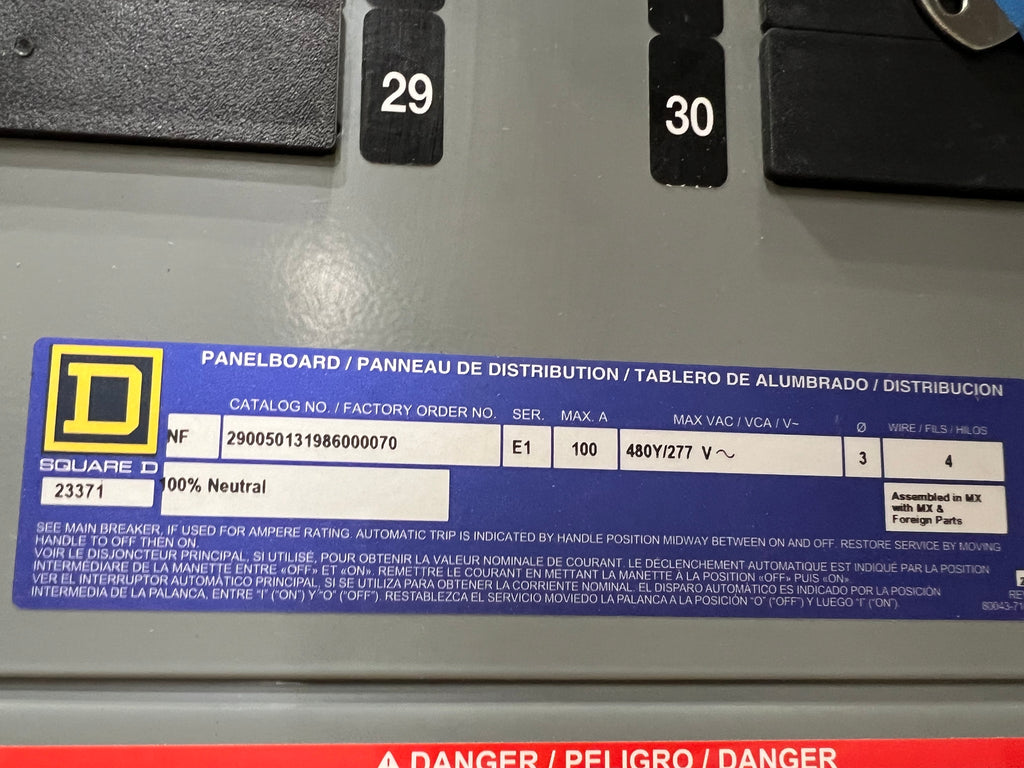 29
30
PANELBOARD / PANNEAU DE DISTRIBUTION / TABLERO DE ALUMBRADO / DISTRIBUCION
CATALOG NO. / FACTORY ORDER NO. SER. MAX. A MAX VAC / VCA / V~ Ø WIRE / FILS / HILOS
D
NF 290050131986000070 E1 100 480Y/277 V~ 3 4
SQUARE D
23371
100% Neutral
Assembled in MX
with MX &
Foreign Parts
SEE MAIN BREAKER, IF USED FOR AMPERE RATING. AUTOMATIC TRIP IS INDICATED BY HANDLE POSITION MIDWAY BETWEEN ON AND OFF. RESTORE SERVICE BY MOVING
HANDLE TO OFF THEN ON.
VOIR LE DISJONCTEUR PRINCIPAL, SI UTILISÉ, POUR OBTENIR LA VALEUR NOMINALE DE COURANT. LE DÉCLENCHEMENT AUTOMATIQUE EST INDIQUÉ PAR LA POSITION
INTERMÉDIAIRE DE LA MANETTE ENTRE «OFF» ET «ON». REMETTRE LE COURANT EN METTANT LA MANETTE À LA POSITION «OFF» PUIS «ON».
VER EL INTERRUPTOR AUTOMÁTICO PRINCIPAL, SI SE UTILIZA PARA OBTENER LA CORRIENTE NOMINAL. EL DISPARO AUTOMÁTICO ES INDICADO POR LA POSICIÓN
INTERMEDIA DE LA PALANCA, ENTRE "I" ("ON") Y "O" ("OFF"). RESTABLEZCA EL SERVICIO MOVIEDO LA PALANCA A LA POSICIÓN "O" ("OFF") Y LUEGO "I" ("ON").
RE
80043-71
DANGER / PELIGRO / DANGER